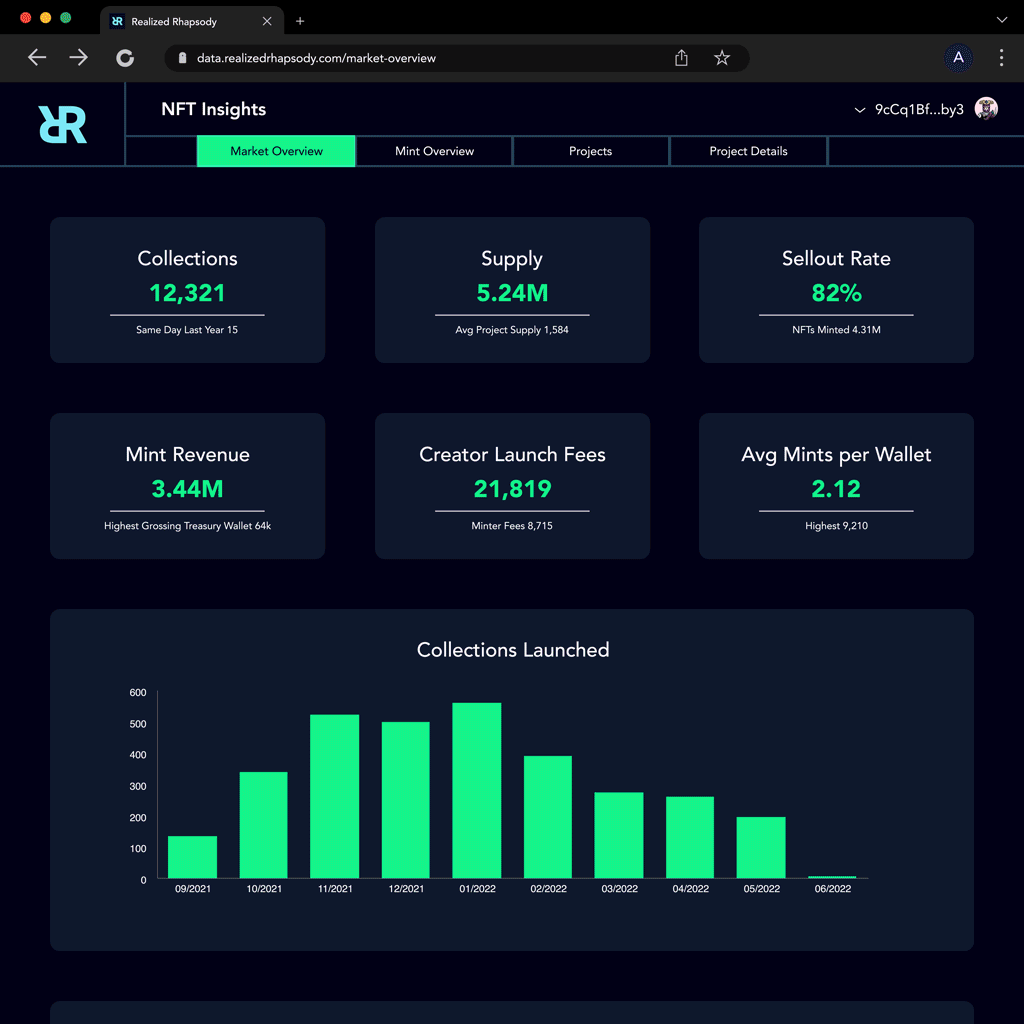 Realized Rhapsody
data.realizedrhapsody.com/market-overview
A
RR
NFT Insights
9cCq1Bf...by3
Market Overview
Mint Overview
Projects
Project Details
Collections
12,321
Same Day Last Year 15
Supply
5.24M
Avg Project Supply 1,584
Sellout Rate
82%
NFTs Minted 4.31M
Mint Revenue
3.44M
Highest Grossing Treasury Wallet 64k
Creator Launch Fees
21,819
Minter Fees 8,715
Avg Mints per Wallet
2.12
Highest 9,210
Collections Launched
600
500
400
300
200
100
0
09/2021
10/2021
11/2021
12/2021
01/2022
02/2022
03/2022
04/2022
05/2022
06/2022